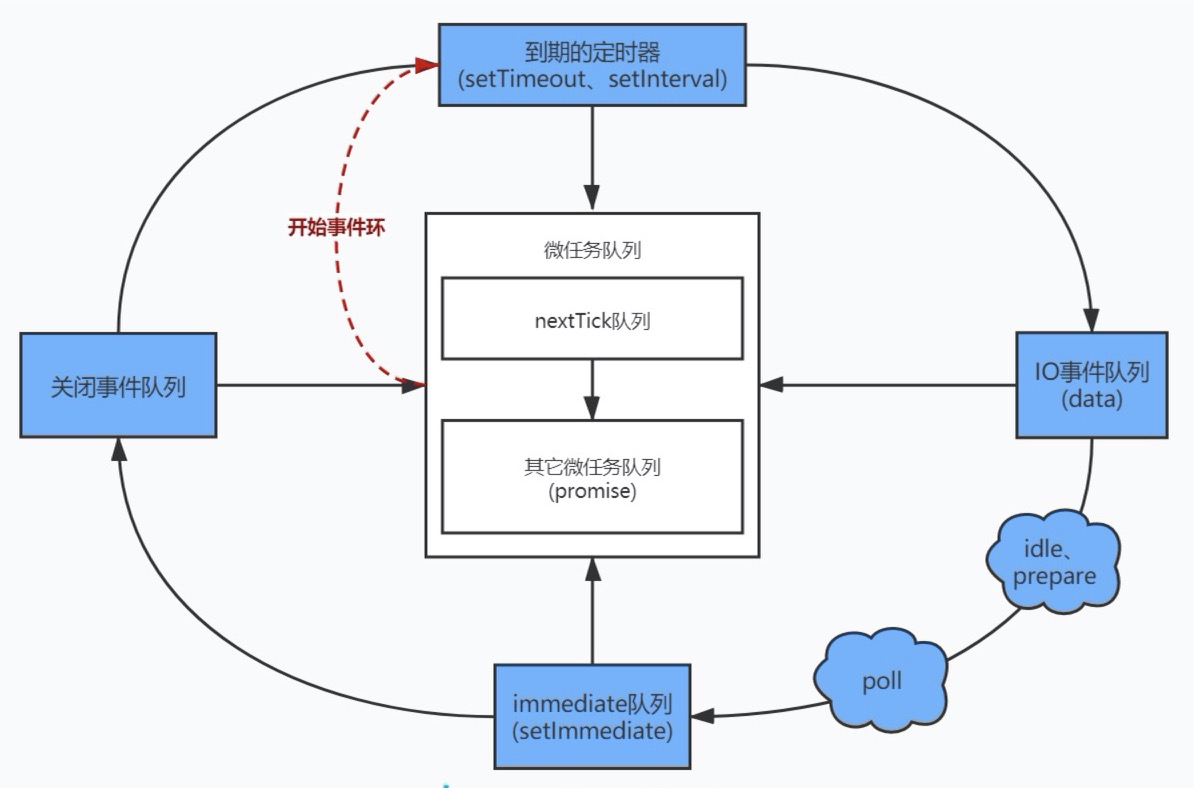 到期的定时器
(setTimeout、setInterval)
开始事件环
微任务队列
nextTick队列
关闭事件队列
IO事件队列
(data)
其它微任务队列
(promise)
idle、
prepare
poll
immediate队列
(setImmediate)